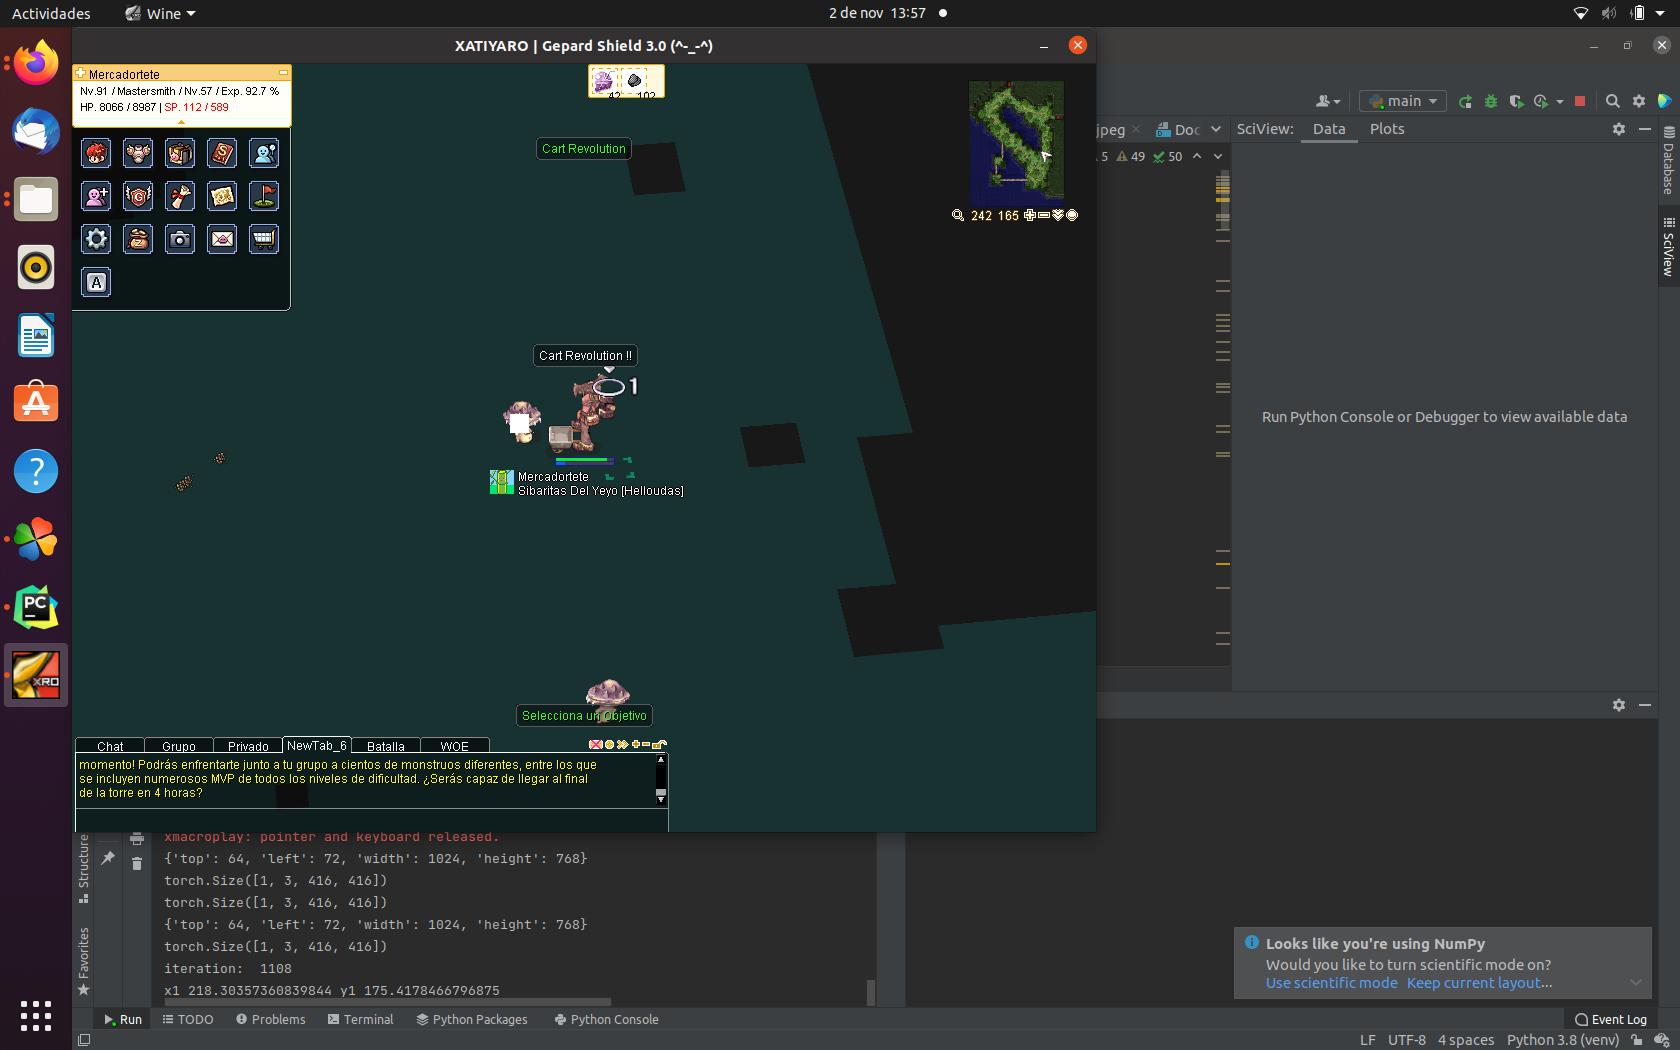 Actividades
Wine
2 de nov 13:57
XATIYARO | Gepard Shield 3.0 (^-_-^)
Mercadortete
Nv.91 / Mastersmith / Nv.57 / Exp. 92.7 %
HP. 8066 / 8987 | SP. 112 / 589
42 102
Cart Revolution
A
242 165
Cart Revolution !!
1
Mercadortete
Sibaritas Del Yeyo [Helloudas]
Selecciona un Objetivo
Chat Grupo Privado NewTab_6 Batalla WOE
momento! Podrás enfrentarte junto a tu grupo a cientos de monstruos diferentes, entre los que
se incluyen numerosos MVP de todos los niveles de dificultad. ¿Serás capaz de llegar al final
de la torre en 4 horas?
main
jpeg
Doc
SciView: Data Plots
5 49 50
Database
SciView
Run Python Console or Debugger to view available data
PC
XRO
xmacroplay: pointer and keyboard released.
{'top': 64, 'left': 72, 'width': 1024, 'height': 768}
torch.Size([1, 3, 416, 416])
torch.Size([1, 3, 416, 416])
{'top': 64, 'left': 72, 'width': 1024, 'height': 768}
torch.Size([1, 3, 416, 416])
iteration: 1108
x1 218.30357360839844 y1 175.4178466796875
Structure
Favorites
Looks like you're using NumPy
Would you like to turn scientific mode on?
Use scientific mode Keep current layout...
Run TODO Problems Terminal Python Packages Python Console
Event Log
LF UTF-8 4 spaces Python 3.8 (venv)